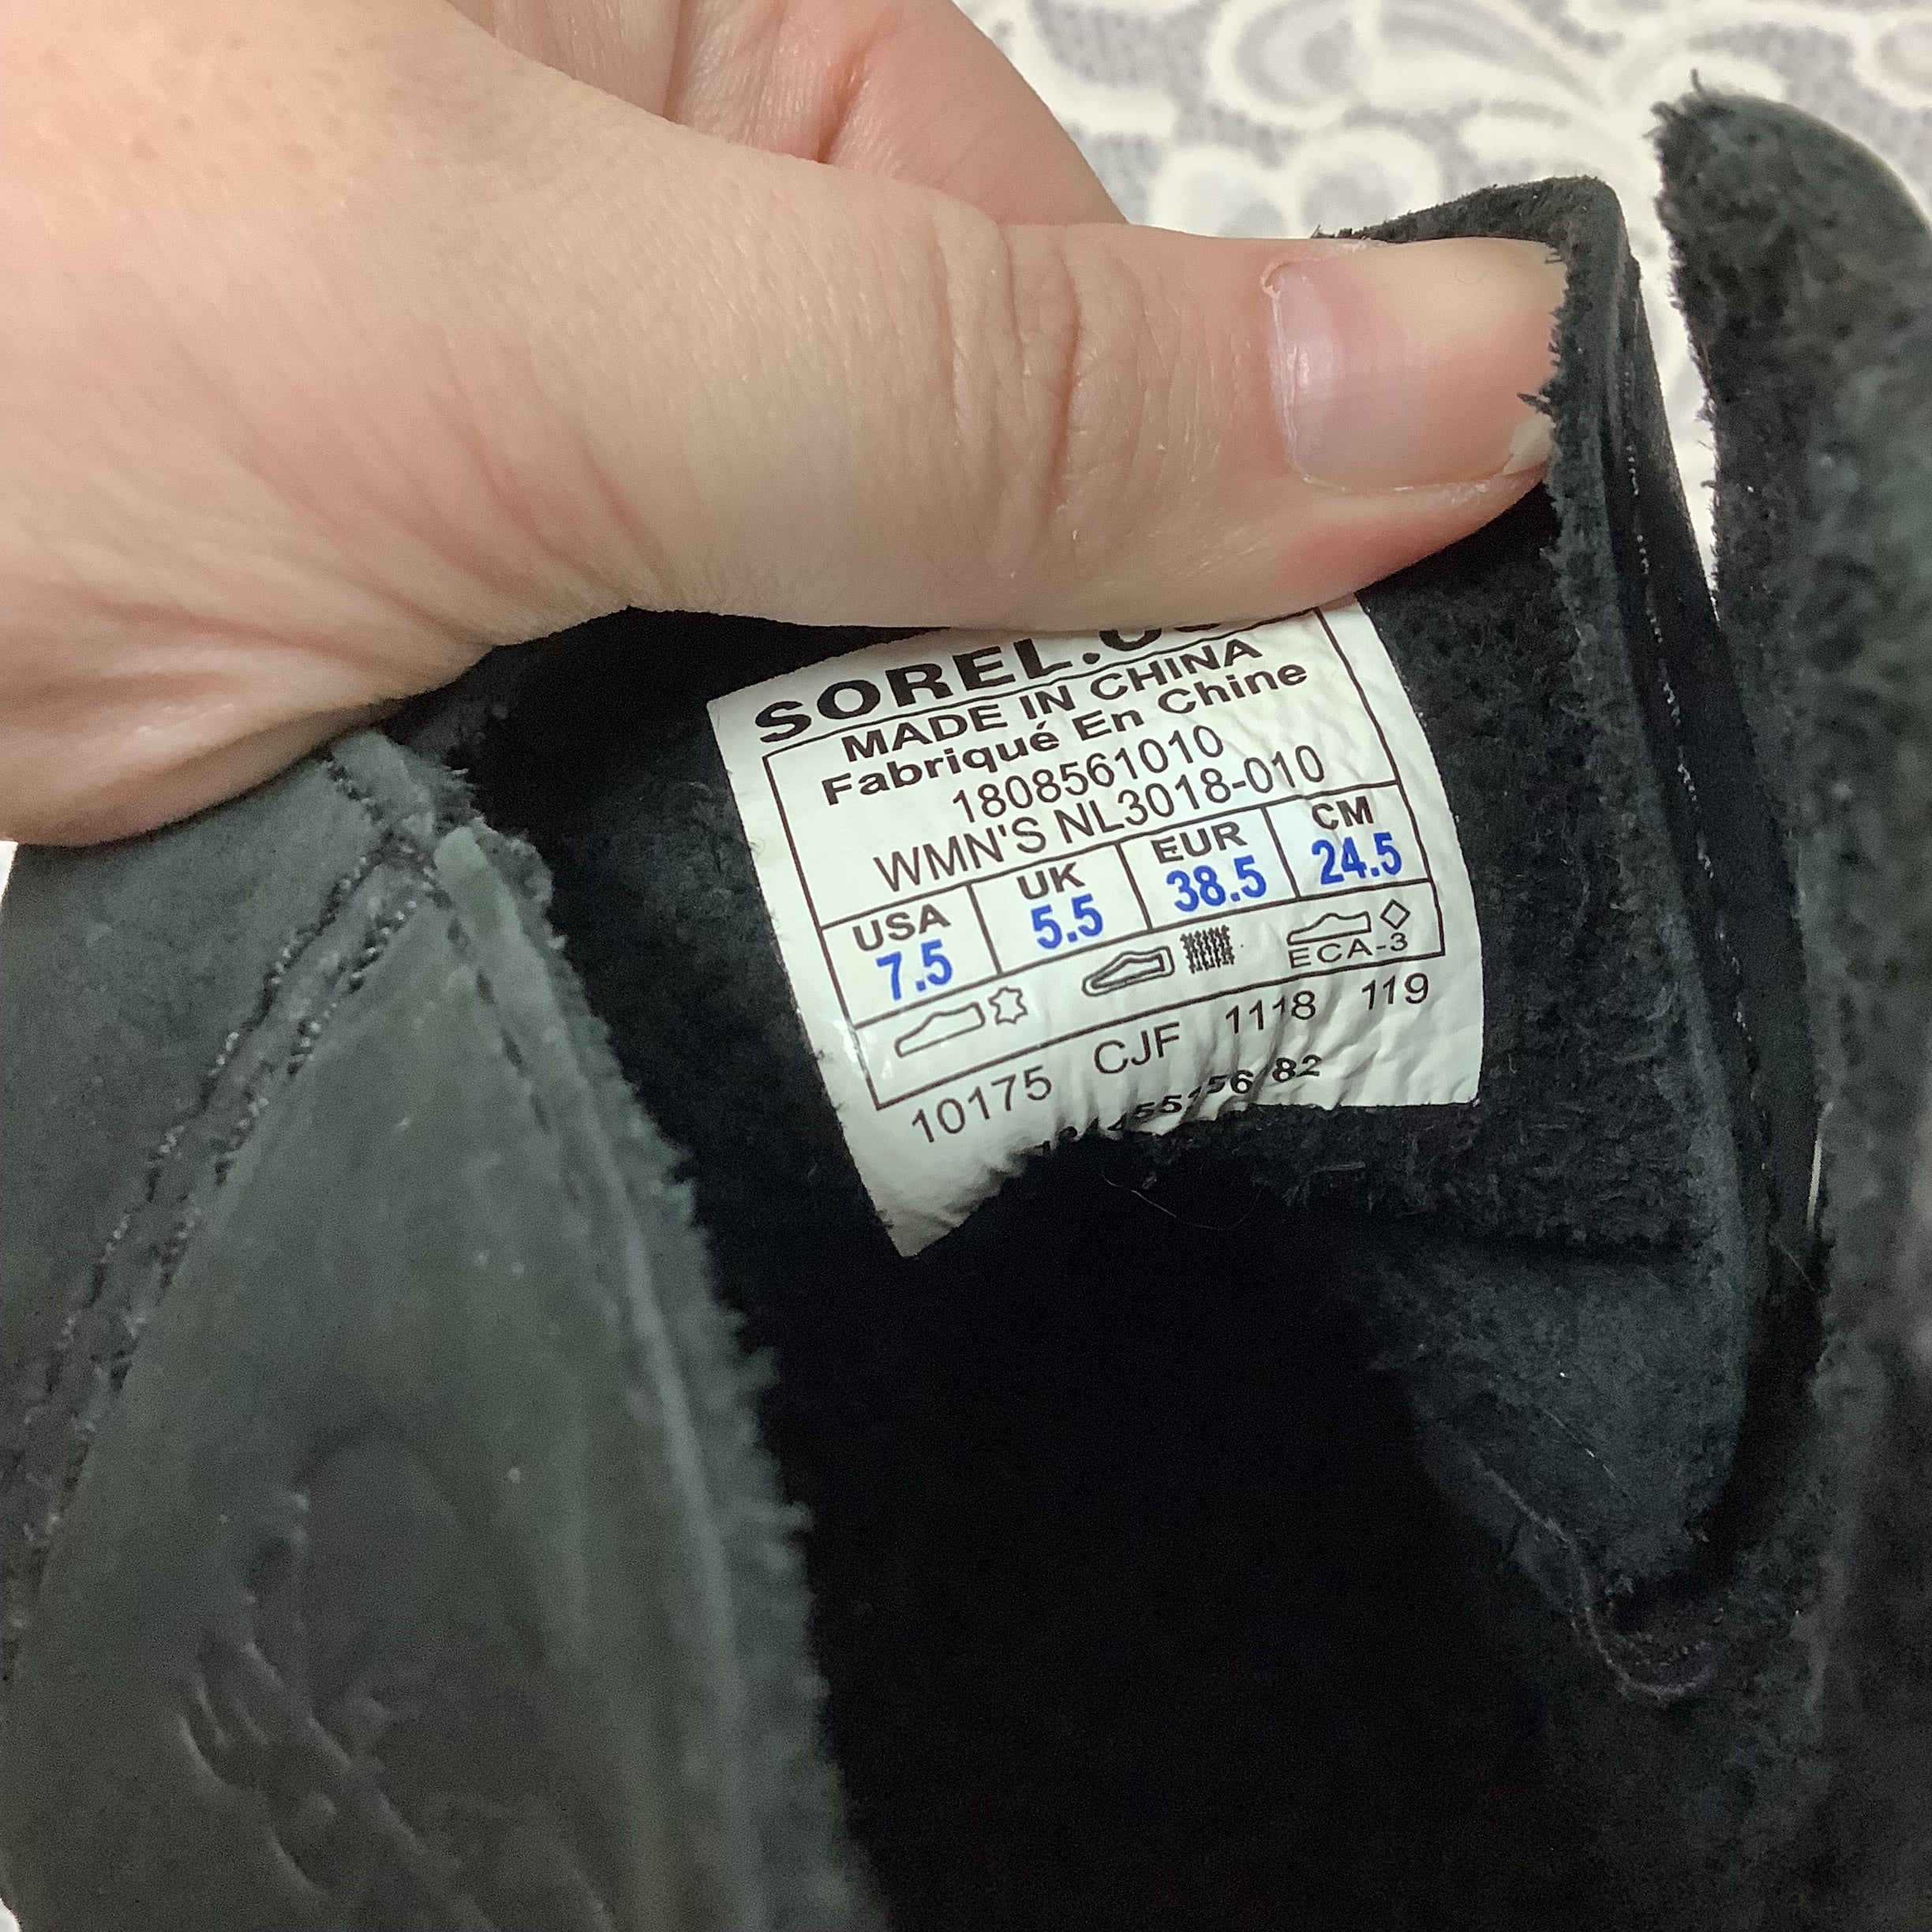 SOREL.
MADE IN CHINA
Fabriqué En Chine
1808561010
WMN'S NL3018-010
USA UK EUR CM
7.5 5.5 38.5 24.5
ECA-3
10175 CJF 1118 119
82